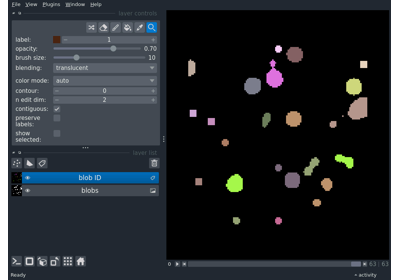 File View Plugins Window Help
layer controls
label: 1
opacity: 0.70
brush size: 10
blending: translucent
color mode: auto
contour: 0
n edit dim: 2
contiguous:
preserve
labels:
show
selected:
layer list
blob ID
blobs
63 | 63
Ready
activity